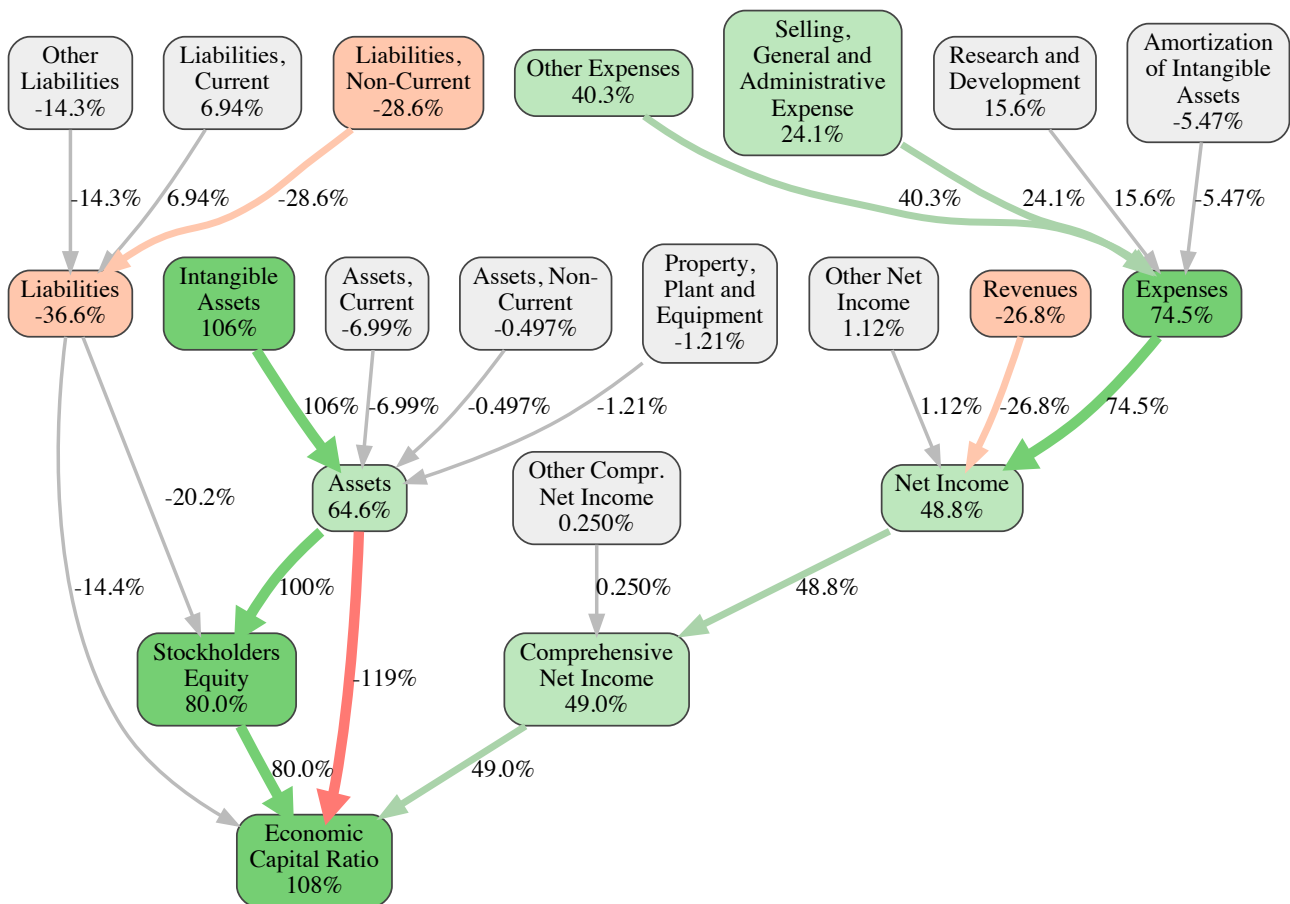 Other
Liabilities
-14.3%
Liabilities,
Current
6.94%
Liabilities,
Non-Current
-28.6%
Other Expenses
40.3%
Selling,
General and
Administrative
Expense
24.1%
Research and
Development
15.6%
Amortization
of Intangible
Assets
-5.47%
-14.3%
6.94%
-28.6%
40.3%
24.1%
15.6%
-5.47%
Liabilities
-36.6%
Intangible
Assets
106%
Assets,
Current
-6.99%
Assets, Non-
Current
-0.497%
Property,
Plant and
Equipment
-1.21%
Other Net
Income
1.12%
Revenues
-26.8%
Expenses
74.5%
106%
-6.99%
-0.497%
-1.21%
1.12%
-26.8%
74.5%
-20.2%
Assets
64.6%
Other Compr.
Net Income
0.250%
Net Income
48.8%
-14.4%
100%
0.250%
48.8%
Stockholders
Equity
80.0%
-119%
Comprehensive
Net Income
49.0%
80.0%
49.0%
Economic
Capital Ratio
108%